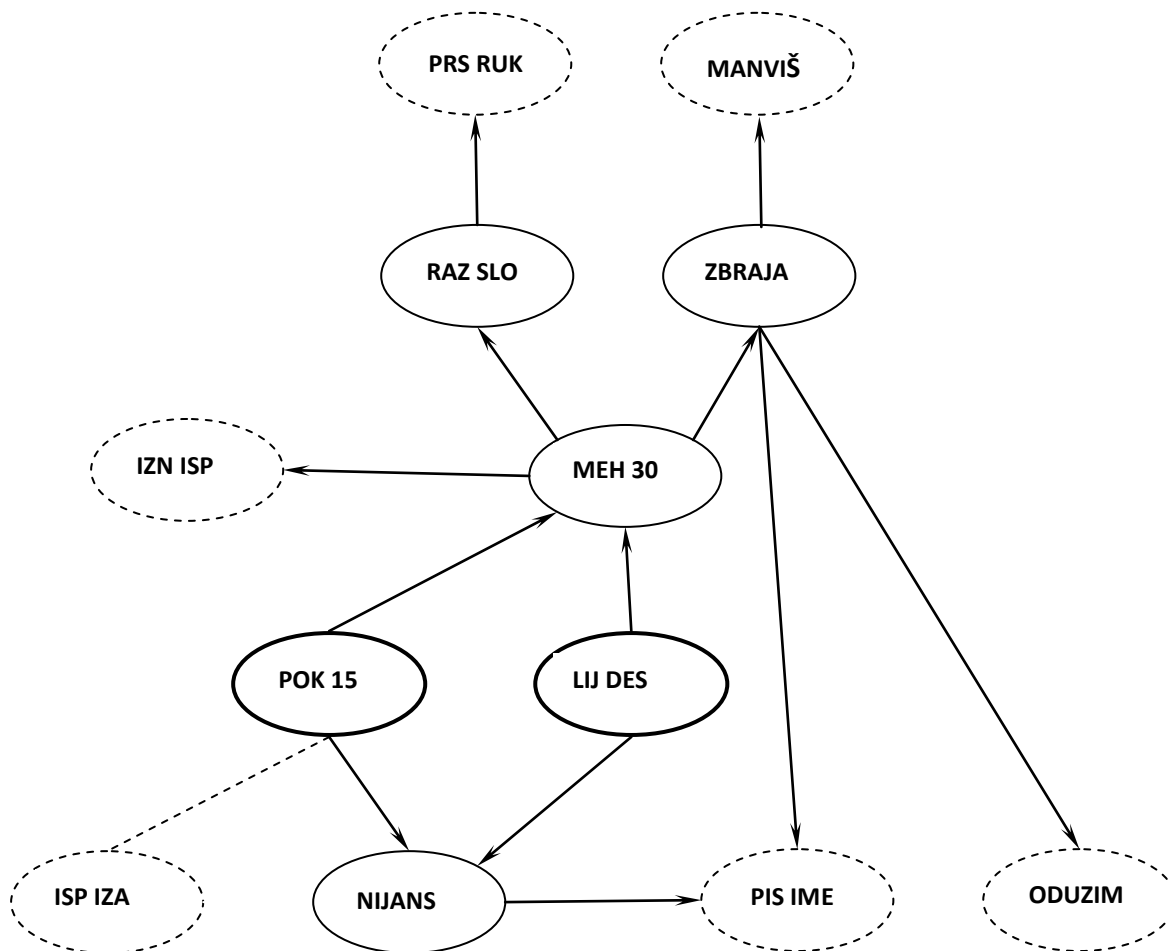 PRS RUK
MANVIŠ
RAZ SLO
ZBRAJA
IZN ISP
MEH 30
POK 15
LIJ DES
ISP IZA
NIJANS
PIS IME
ODUZIM